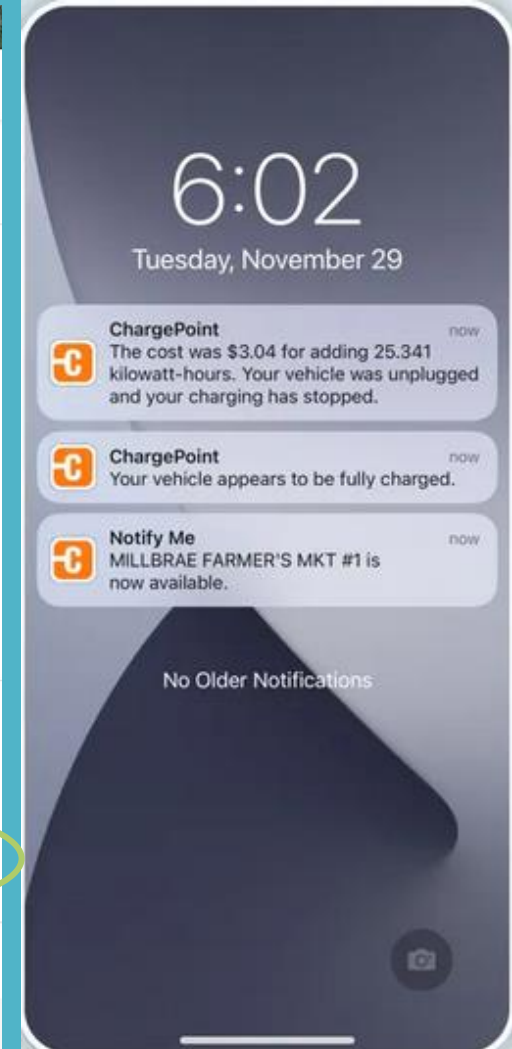 6:02
Tuesday, November 29
ChargePoint
now
The cost was $3.04 for adding 25.341
kilowatt-hours. Your vehicle was unplugged
and your charging has stopped.
ChargePoint
now
Your vehicle appears to be fully charged.
Notify Me
now
MILLBRAE FARMER'S MKT #1 is
now available.
No Older Notifications